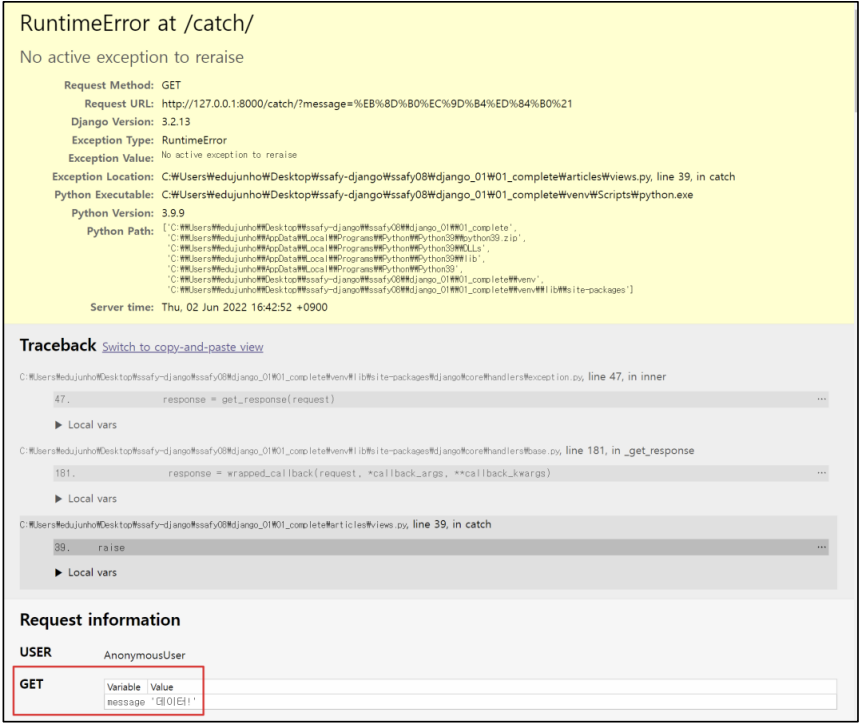 RuntimeError at /catch/
No active exception to reraise
Request Method: GET
Request URL: http://127.0.0.1:8000/catch/?message=%EB%8D%B0%EC%9D%B4%ED%84%B0%21
Django Version: 3.2.13
Exception Type: RuntimeError
Exception Value: No active exception to reraise
Exception Location: C:₩Users₩edujunho₩Desktop₩ssafy-django₩ssafy08₩django_01₩01_complete₩articles₩views.py, line 39, in catch
Python Executable: C:₩Users₩edujunho₩Desktop₩ssafy-django₩ssafy08₩django_01₩01_complete₩venv₩Scripts₩python.exe
Python Version: 3.9.9
Python Path: ['C:₩₩Users₩₩edujunho₩₩Desktop₩₩ssafy-django₩₩ssafy08₩₩django_01₩₩01_complete',
'C:₩₩Users₩₩edujunho₩₩AppData₩₩Local₩₩Programs₩₩Python₩₩Python39₩₩python39.zip',
'C:₩₩Users₩₩edujunho₩₩AppData₩₩Local₩₩Programs₩₩Python₩₩Python39₩₩DLLs',
'C:₩₩Users₩₩edujunho₩₩AppData₩₩Local₩₩Programs₩₩Python₩₩Python39₩₩lib',
'C:₩₩Users₩₩edujunho₩₩AppData₩₩Local₩₩Programs₩₩Python₩₩Python39',
'C:₩₩Users₩₩edujunho₩₩Desktop₩₩ssafy-django₩₩ssafy08₩₩django_01₩₩01_complete₩₩venv',
'C:₩₩Users₩₩edujunho₩₩Desktop₩₩ssafy-django₩₩ssafy08₩₩django_01₩₩01_complete₩₩venv₩₩lib₩₩site-packages']
Server time: Thu, 02 Jun 2022 16:42:52 +0900
Traceback Switch to copy-and-paste view
C:₩Users₩edujunho₩Desktop₩ssafy-django₩ssafy08₩django_01₩01_complete₩venv₩lib₩site-packages₩django₩core₩handlers₩exception.py, line 47, in inner
47. response = get_response(request) …
▶ Local vars
C:₩Users₩edujunho₩Desktop₩ssafy-django₩ssafy08₩django_01₩01_complete₩venv₩lib₩site-packages₩django₩core₩handlers₩base.py, line 181, in _get_response
181. response = wrapped_callback(request, *callback_args, **callback_kwargs) …
▶ Local vars
C:₩Users₩edujunho₩Desktop₩ssafy-django₩ssafy08₩django_01₩01_complete₩articles₩views.py, line 39, in catch
39. raise …
▶ Local vars
Request information
USER AnonymousUser
GET Variable Value
message '데이터!'